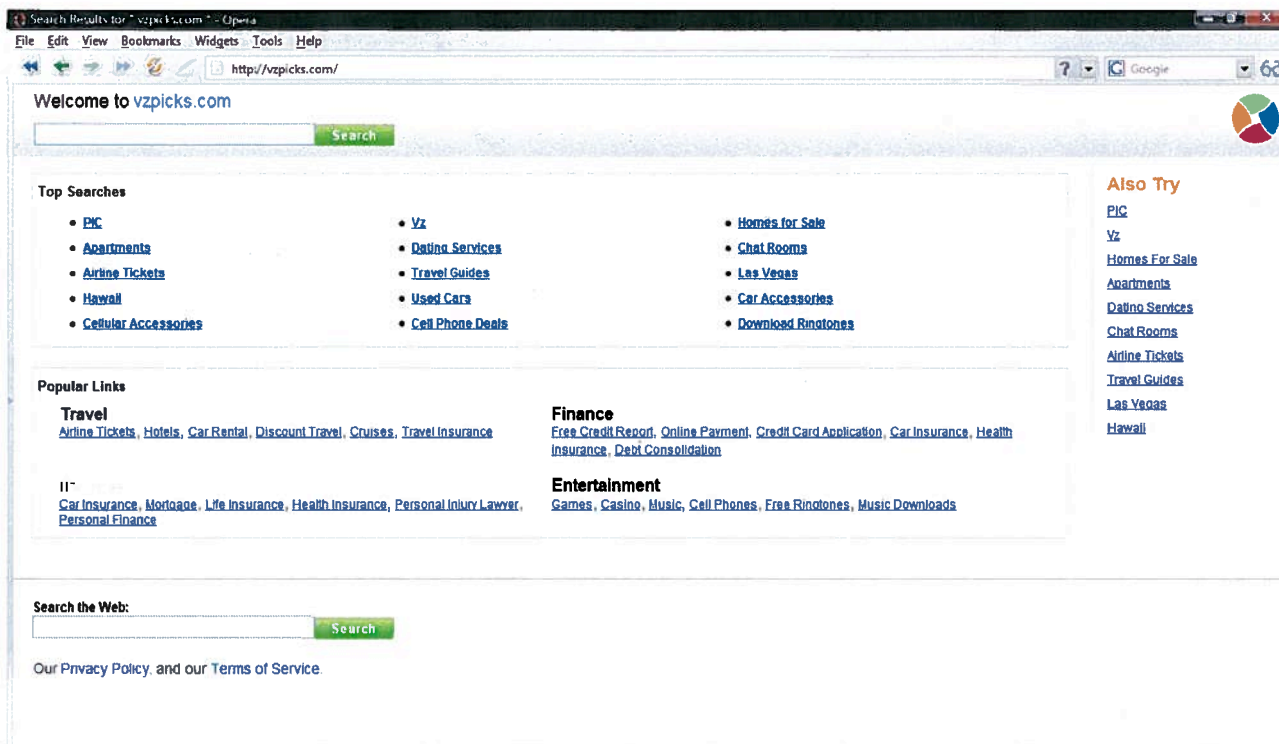 Search Results for " vzpicks.com " - Opera
File Edit View Bookmarks Widgets Tools Help
http://vzpicks.com/
?
Google
Welcome to vzpicks.com
Search
Top Searches
• PIC
• Vz
• Homes for Sale
• Apartments
• Dating Services
• Chat Rooms
• Airline Tickets
• Travel Guides
• Las Vegas
• Hawaii
• Used Cars
• Car Accessories
• Cellular Accessories
• Cell Phone Deals
• Download Ringtones
Also Try
PIC
Vz
Homes For Sale
Apartments
Dating Services
Chat Rooms
Airline Tickets
Travel Guides
Las Vegas
Hawaii
Popular Links
Travel
Airline Tickets, Hotels, Car Rental, Discount Travel, Cruises, Travel Insurance
Finance
Free Credit Report, Online Payment, Credit Card Application, Car Insurance, Health
Insurance, Debt Consolidation
Car Insurance, Mortgage, Life Insurance, Health Insurance, Personal Injury Lawyer,
Personal Finance
Entertainment
Games, Casino, Music, Cell Phones, Free Ringtones, Music Downloads
Search the Web:
Search
Our Privacy Policy, and our Terms of Service.